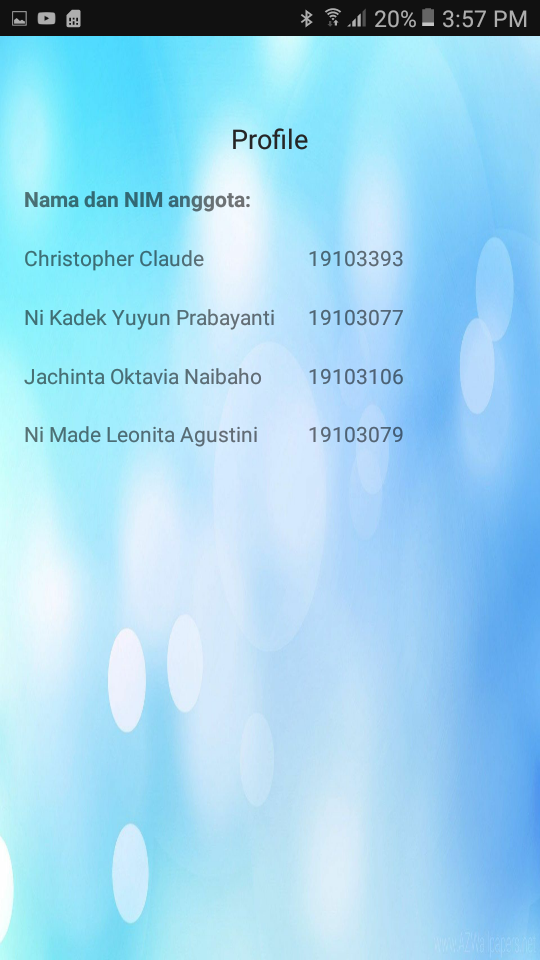 20% 3:57 PM
Profile
Nama dan NIM anggota:
Christopher Claude 19103393
Ni Kadek Yuyun Prabayanti 19103077
Jachinta Oktavia Naibaho 19103106
Ni Made Leonita Agustini 19103079